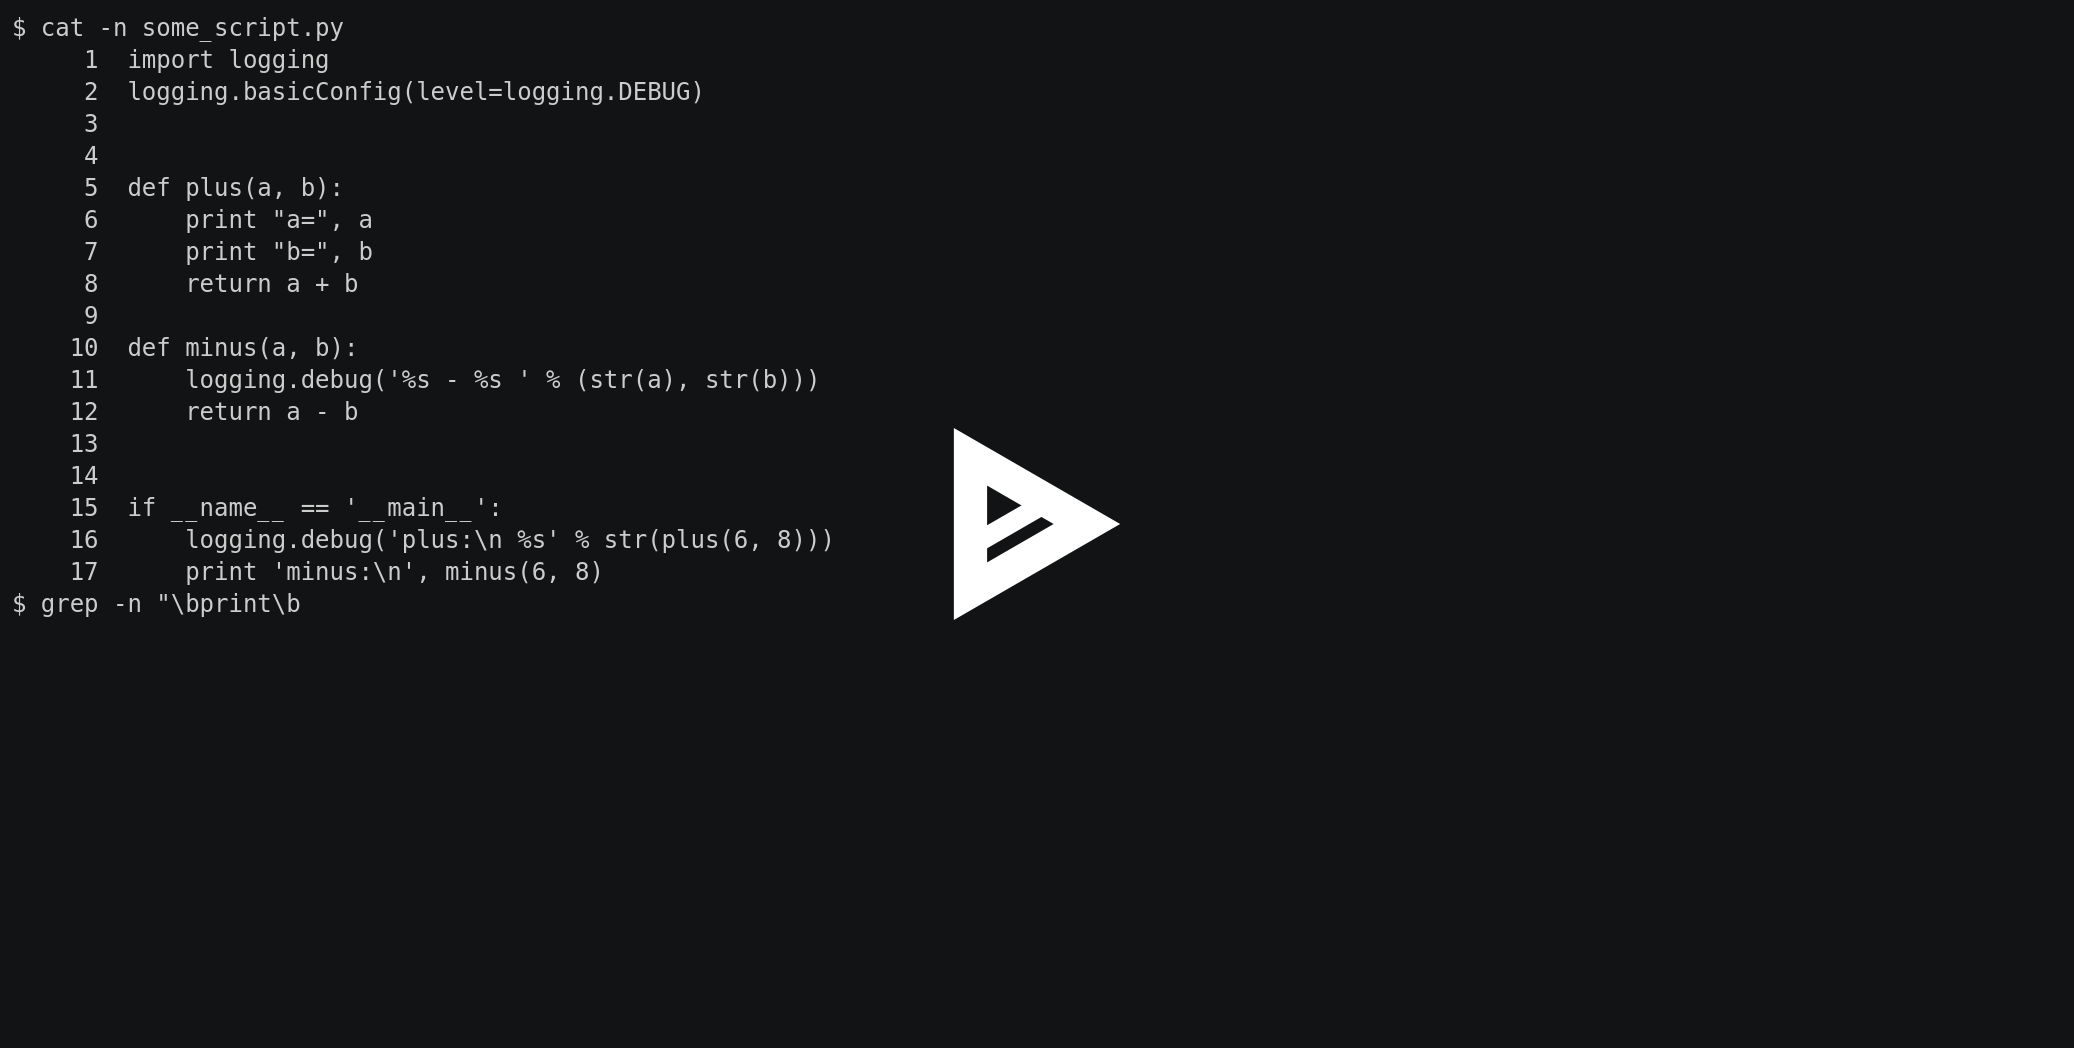 $ cat -n some_script.py
     1  import logging
     2  logging.basicConfig(level=logging.DEBUG)
     3
     4
     5  def plus(a, b):
     6      print "a=", a
     7      print "b=", b
     8      return a + b
     9
    10  def minus(a, b):
    11      logging.debug('%s - %s ' % (str(a), str(b)))
    12      return a - b
    13
    14
    15  if __name__ == '__main__':
    16      logging.debug('plus:\n %s' % str(plus(6, 8)))
    17      print 'minus:\n', minus(6, 8)
$ grep -n "\bprint\b